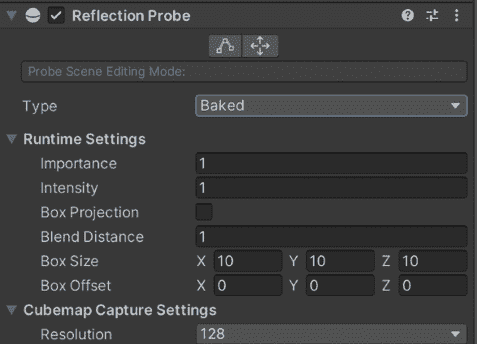 Reflection Probe
Probe Scene Editing Mode:
Type Baked
Runtime Settings
Importance 1
Intensity 1
Box Projection
Blend Distance 1
Box Size X 10 Y 10 Z 10
Box Offset X 0 Y 0 Z 0
Cubemap Capture Settings
Resolution 128